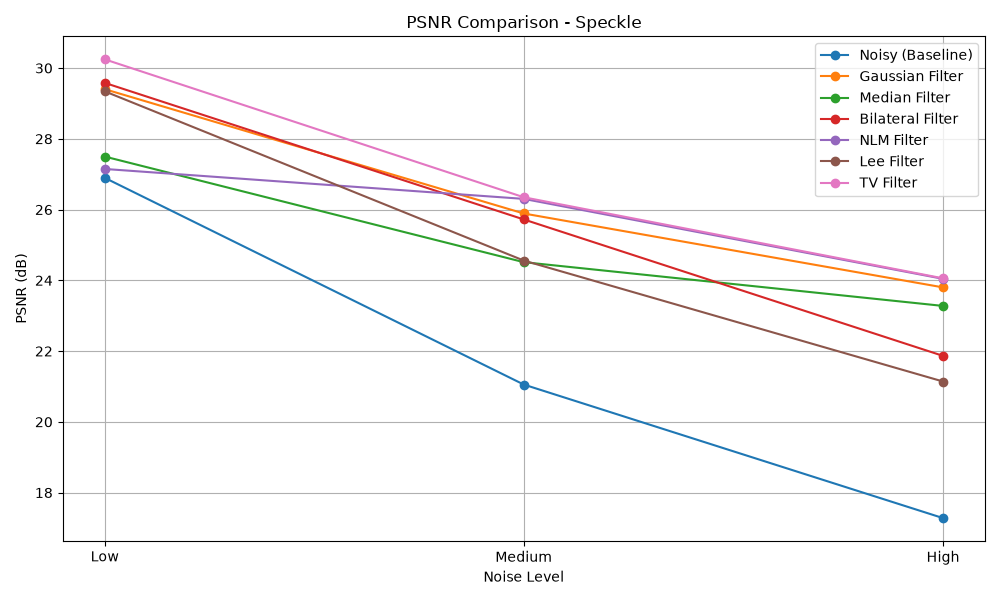 PSNR Comparison - Speckle
Noisy (Baseline)
Gaussian Filter
Median Filter
Bilateral Filter
NLM Filter
Lee Filter
TV Filter
PSNR (dB)
30
28
26
24
22
20
18
Low
Medium
High
Noise Level